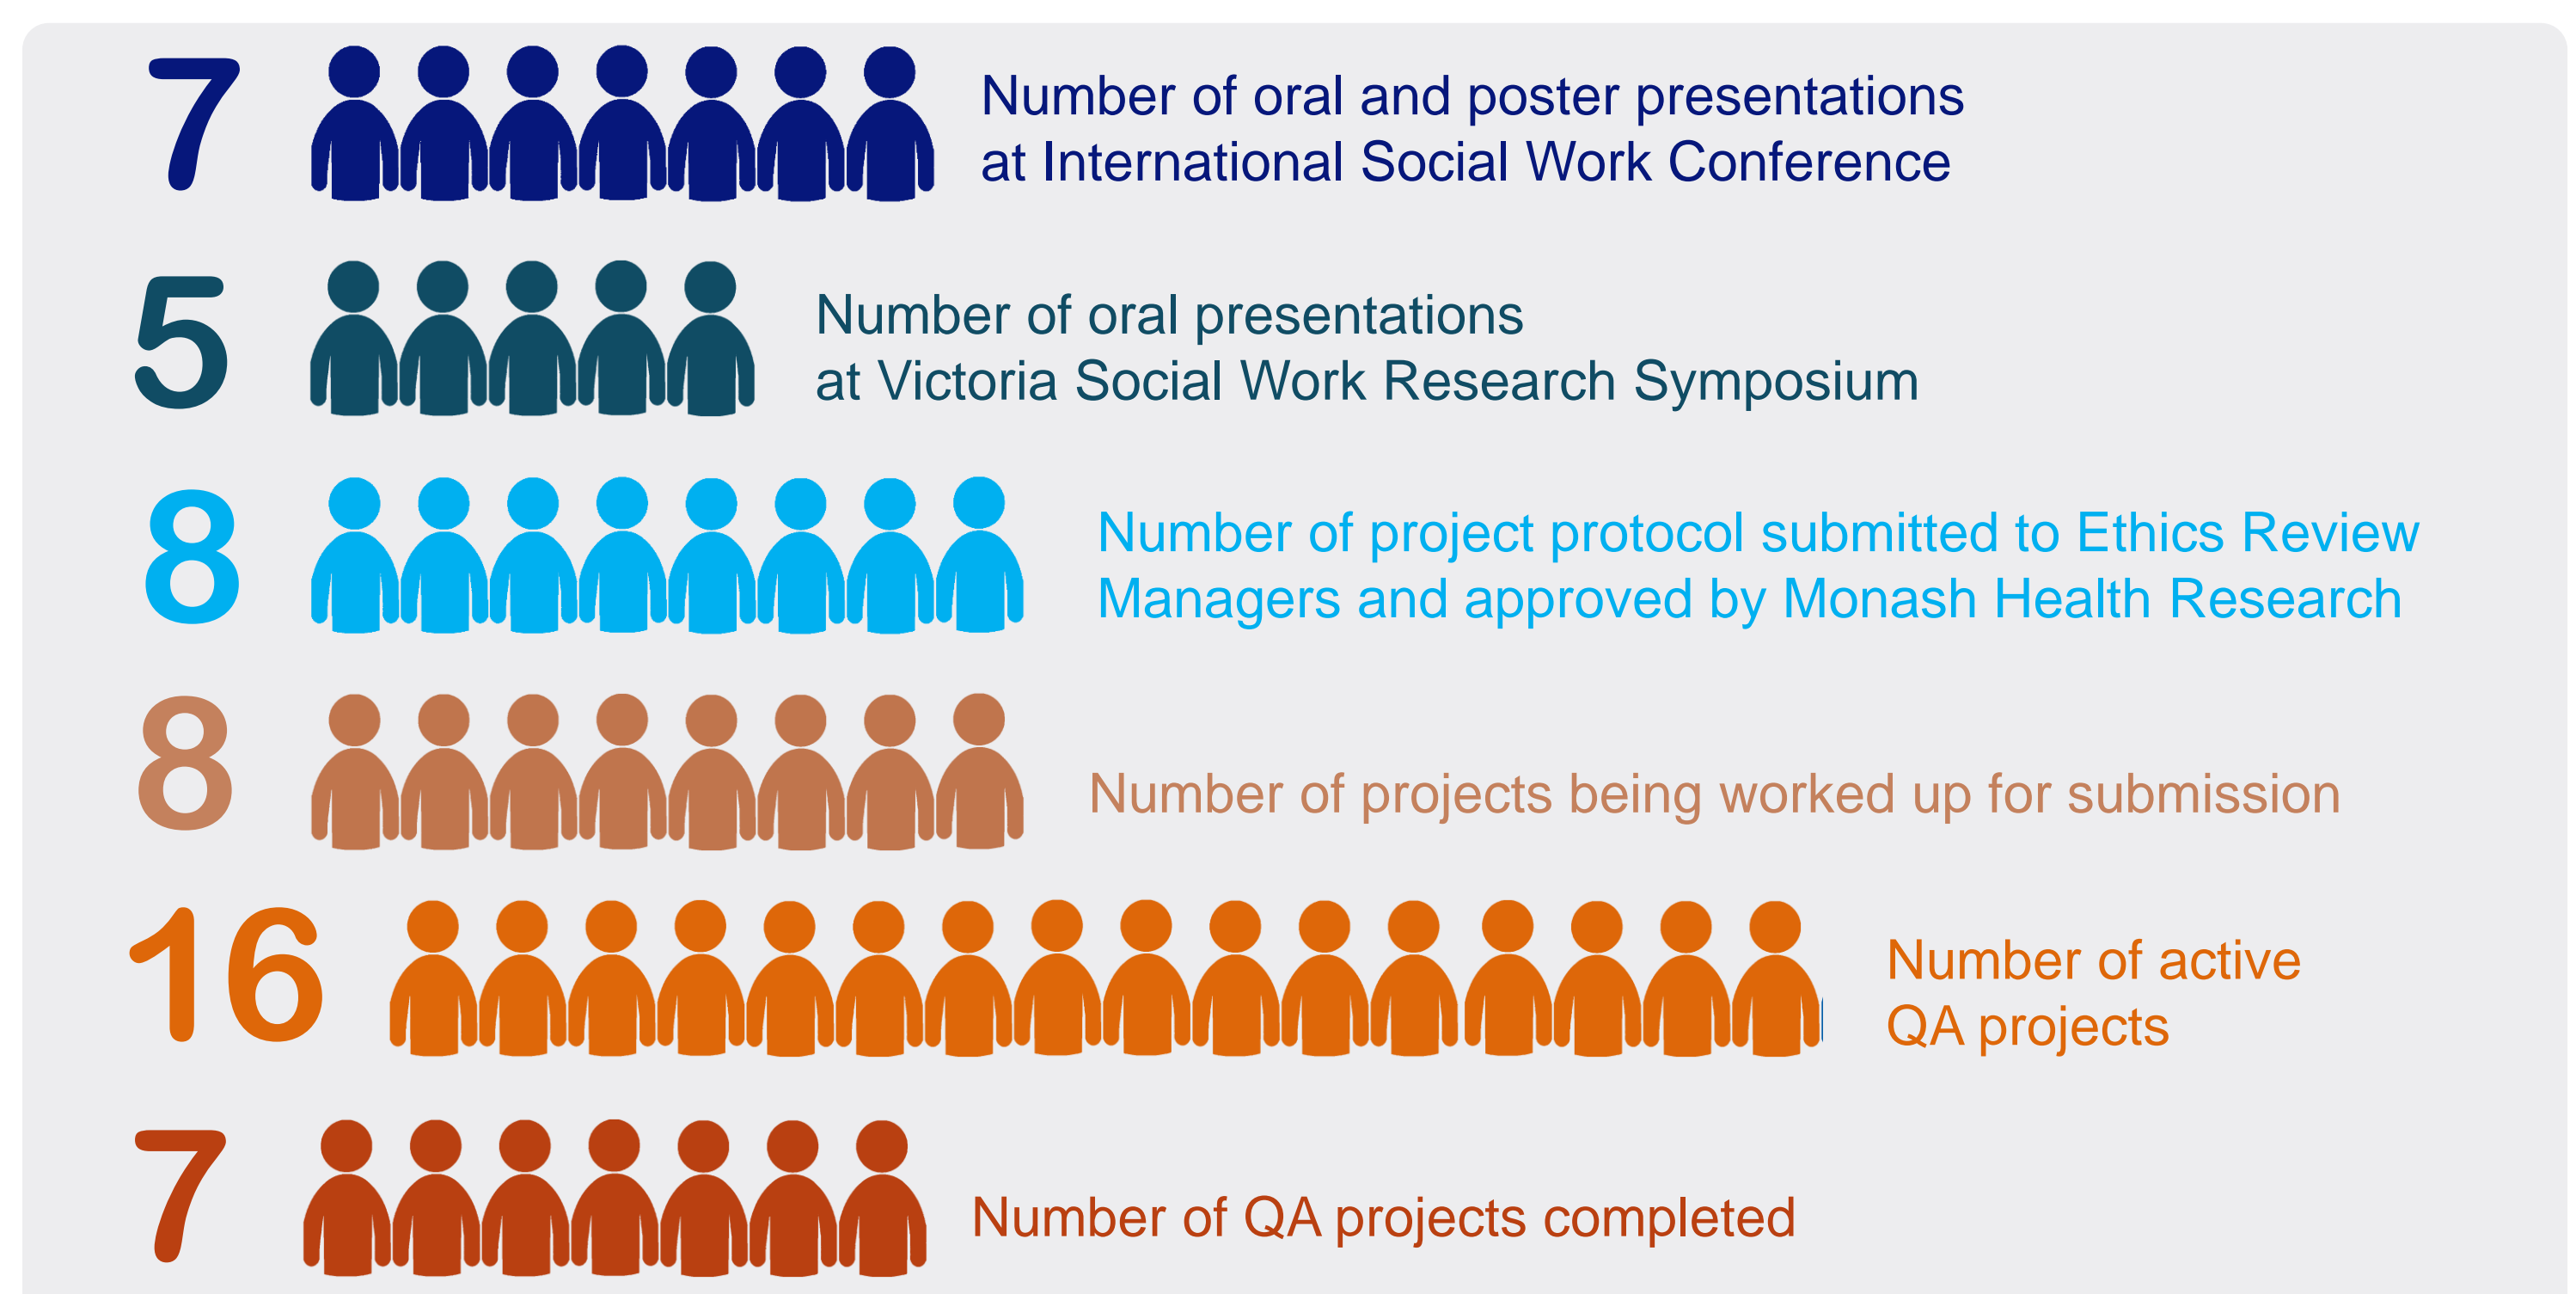 7
Number of oral and poster presentations
at International Social Work Conference
5
Number of oral presentations
at Victoria Social Work Research Symposium
8
Number of project protocol submitted to Ethics Review
Managers and approved by Monash Health Research
8
Number of projects being worked up for submission
16
Number of active
QA projects
7
Number of QA projects completed